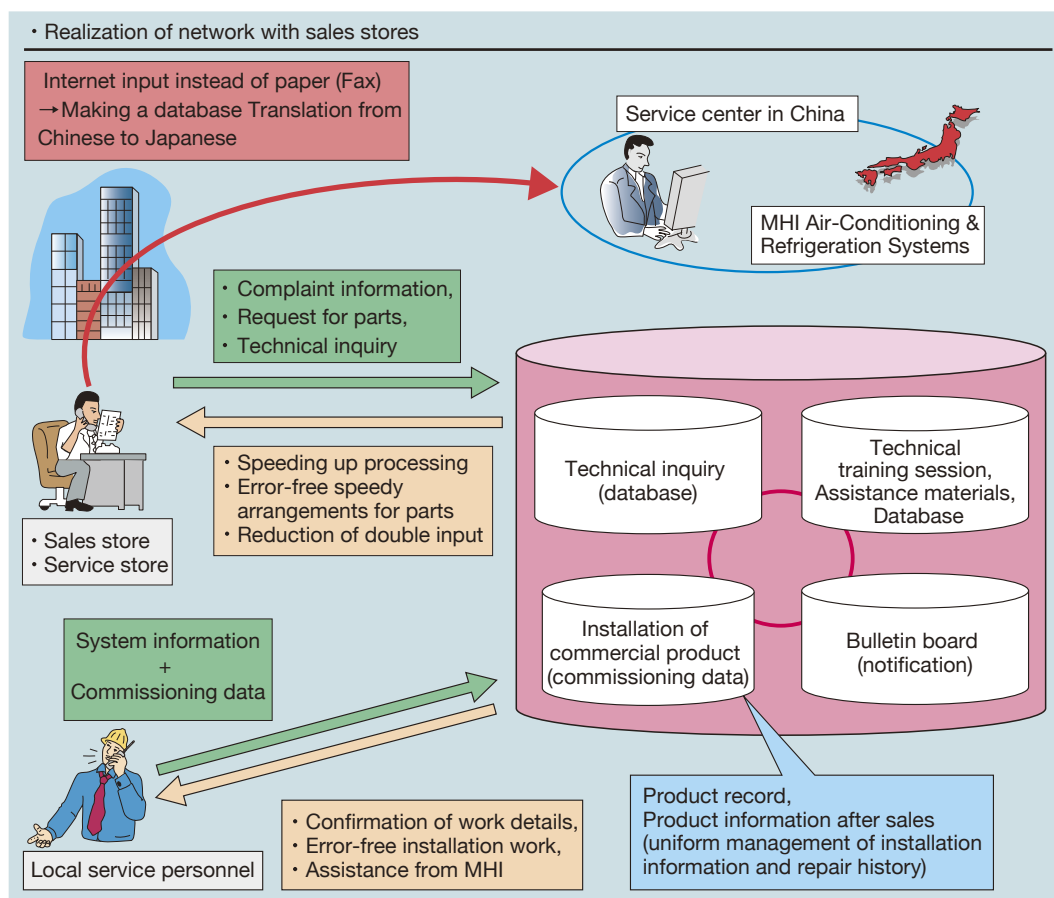 ・Realization of network with sales stores
Internet input instead of paper (Fax)
→Making a database Translation from
Chinese to Japanese
Service center in China
MHI Air-Conditioning &
Refrigeration Systems
・Complaint information,
・Request for parts,
・Technical inquiry
・Speeding up processing
・Error-free speedy
arrangements for parts
・Reduction of double input
・Sales store
・Service store
Technical inquiry
(database)
Technical
training session,
Assistance materials,
Database
Installation of
commercial product
(commissioning data)
Bulletin board
(notification)
System information
+
Commissioning data
Local service personnel
・Confirmation of work details,
・Error-free installation work,
・Assistance from MHI
Product record,
Product information after sales
(uniform management of installation
information and repair history)